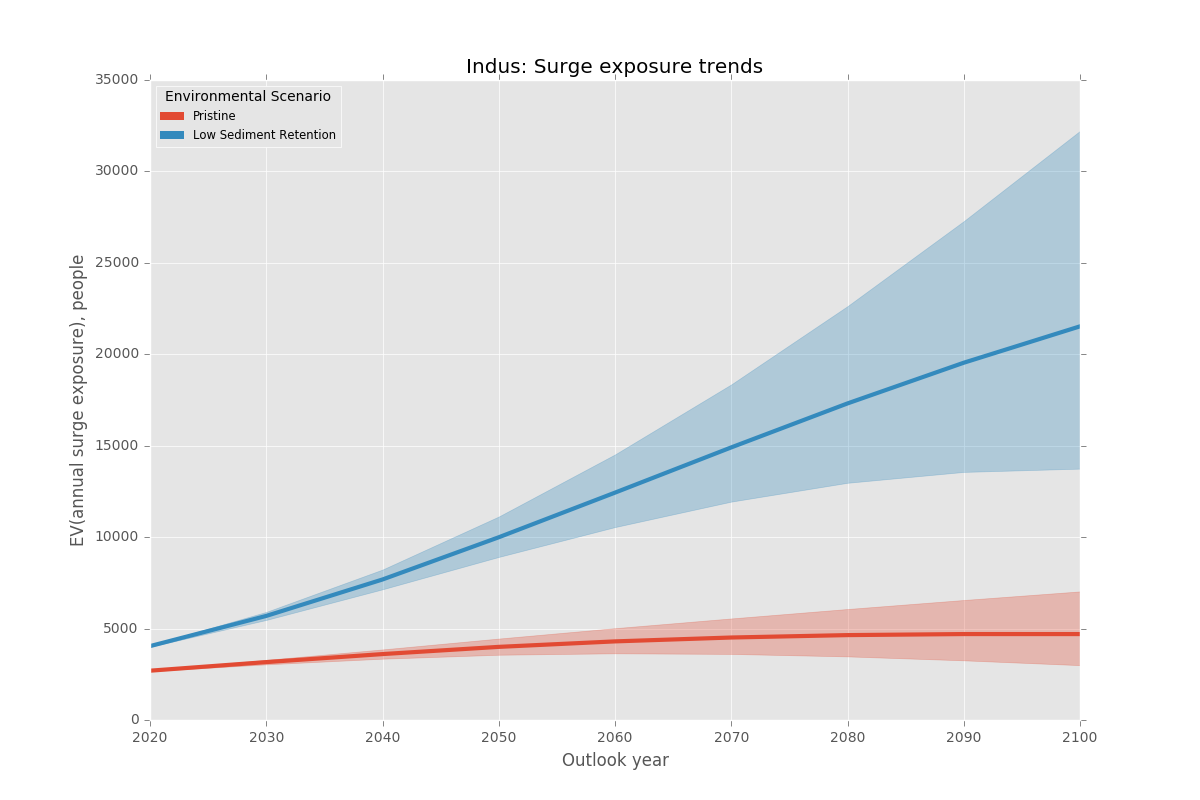 Indus: Surge exposure trends
Environmental Scenario
Pristine
Low Sediment Retention
35000
30000
25000
20000
15000
10000
5000
0
EV(annual surge exposure), people
2020 2030 2040 2050 2060 2070 2080 2090 2100
Outlook year